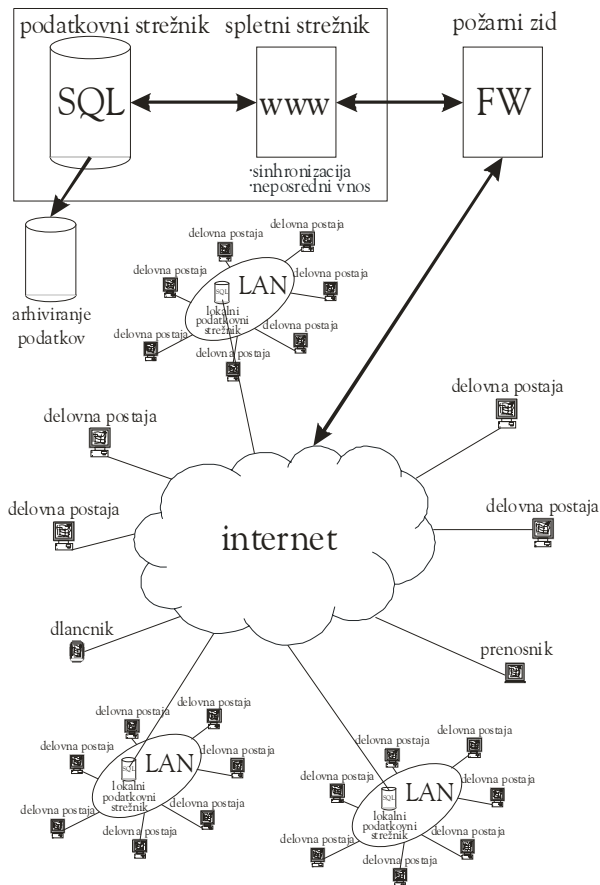 podatkovni strežnik
spletni strežnik
požarni zid
SQL
www
FW
·sinhronizacija
·neposredni vnos
arhiviranje
podatkov
delovna postaja
delovna postaja
delovna postaja
delovna postaja
SQL
LAN
lokalni
podatkovni
strežnik
delovna postaja
delovna postaja
delovna postaja
delovna postaja
delovna postaja
delovna postaja
delovna postaja
internet
dlancnik
prenosnik
delovna postaja
delovna postaja
delovna postaja
delovna postaja
SQL
LAN
lokalni
podatkovni
strežnik
delovna postaja
delovna postaja
delovna postaja
delovna postaja
delovna postaja
delovna postaja
delovna postaja
SQL
LAN
lokalni
podatkovni
strežnik
delovna postaja
delovna postaja
delovna postaja